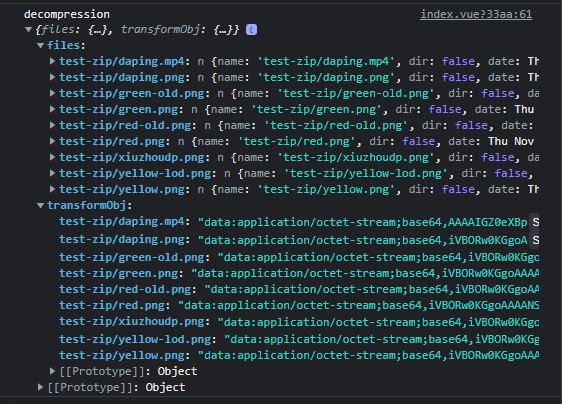 decompression index.vue?33aa:61
{files: {…}, transformObj: {…}} i
files:
test-zip/daping.mp4: n {name: 'test-zip/daping.mp4', dir: false, date: Th
test-zip/daping.png: n {name: 'test-zip/daping.png', dir: false, date: Th
test-zip/green-old.png: n {name: 'test-zip/green-old.png', dir: false,
test-zip/green.png: n {name: 'test-zip/green.png', dir: false, date: Thu
test-zip/red-old.png: n {name: 'test-zip/red-old.png', dir: false, date:
test-zip/red.png: n {name: 'test-zip/red.png', dir: false, date: Thu Nov
test-zip/xiuzhoudp.png: n {name: 'test-zip/xiuzhoudp.png', dir: false,
test-zip/yellow-lod.png: n {name: 'test-zip/yellow-lod.png', dir: false,
test-zip/yellow.png: n {name: 'test-zip/yellow.png', dir: false, date: Th
transformObj:
test-zip/daping.mp4: "data:application/octet-stream;base64,AAAAIGZ0eXBp S
test-zip/daping.png: "data:application/octet-stream;base64,iVBORw0KGgoA S
test-zip/green-old.png: "data:application/octet-stream;base64,iVBORw0KGgo
test-zip/green.png: "data:application/octet-stream;base64,iVBORw0KGgoAAAA
test-zip/red-old.png: "data:application/octet-stream;base64,iVBORw0KGgoAA
test-zip/red.png: "data:application/octet-stream;base64,iVBORw0KGgoAAAANS
test-zip/xiuzhoudp.png: "data:application/octet-stream;base64,iVBORw0KGgo
test-zip/yellow-lod.png: "data:application/octet-stream;base64,iVBORw0KGg
test-zip/yellow.png: "data:application/octet-stream;base64,iVBORw0KGgoAAA
[[Prototype]]: Object
[[Prototype]]: Object